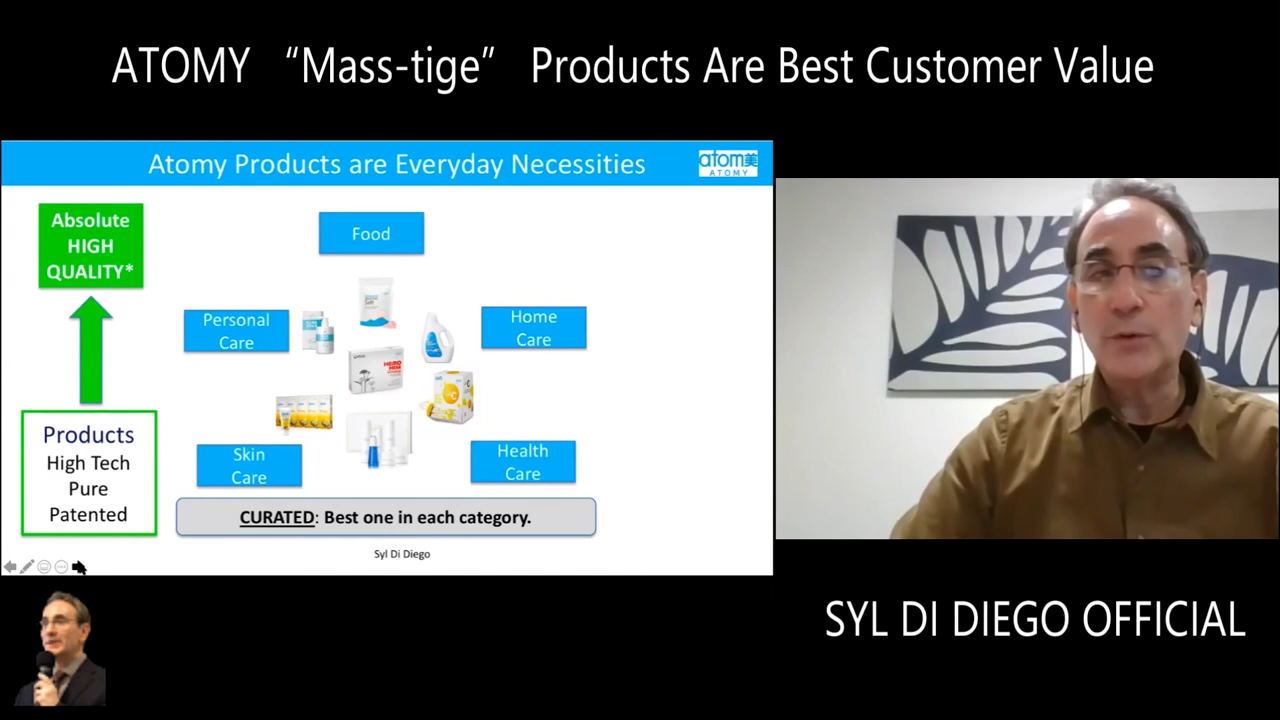 ATOMY “Mass-tige” Products Are Best Customer Value
Atomy Products are Everyday Necessities
atom美
ATOMY
Absolute
HIGH
QUALITY*
Food
Personal
Care
Home
Care
Products
High Tech
Pure
Patented
Skin
Care
Health
Care
CURATED: Best one in each category.
Syl Di Diego
SYL DI DIEGO OFFICIAL